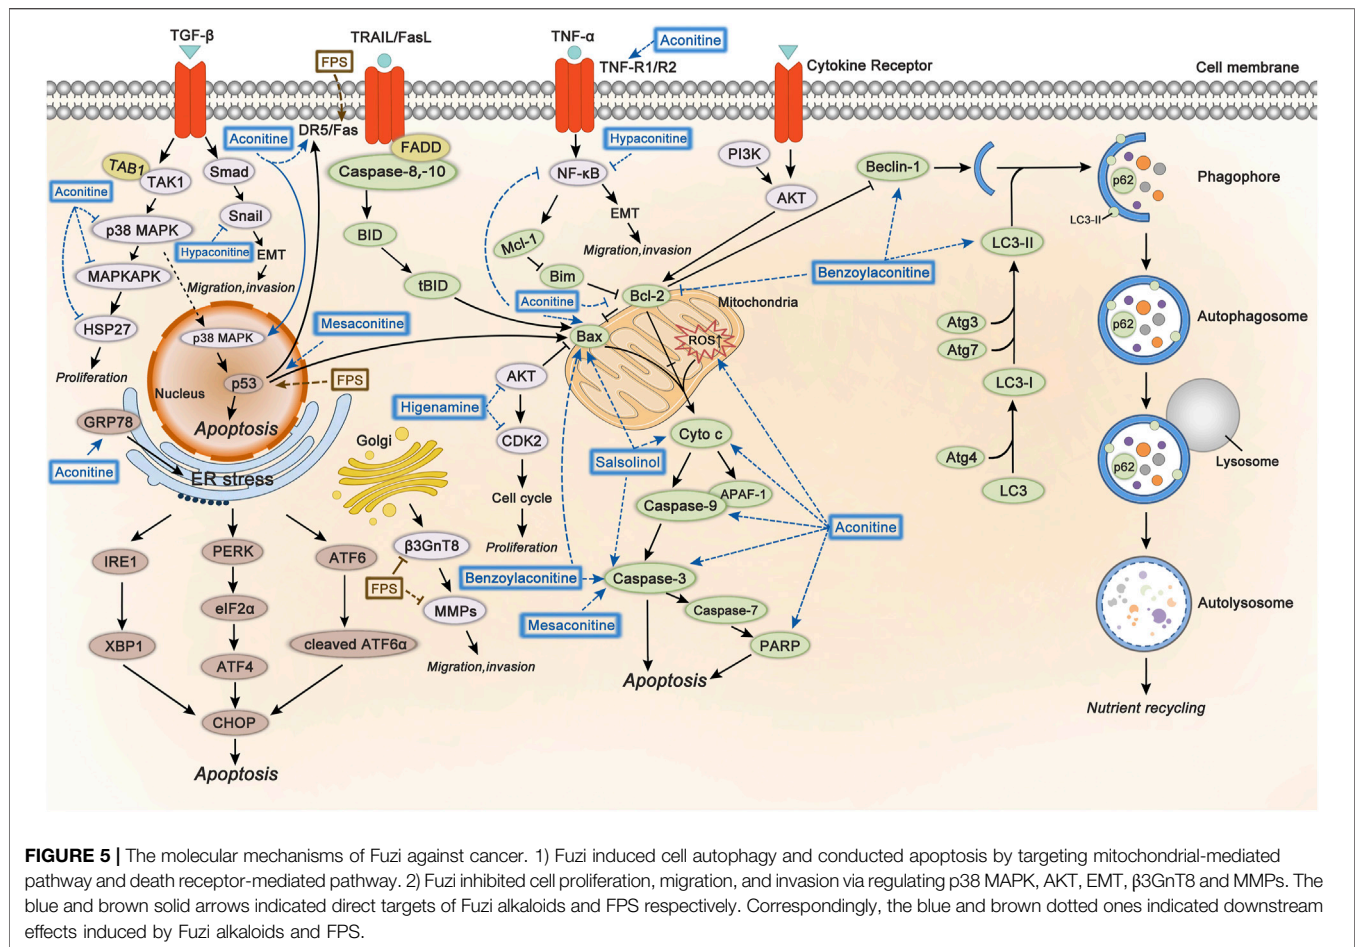 TGF-β
TRAIL/FasL
TNF-α
Aconitine
FPS
TNF-R1/R2
Cytokine Receptor
Cell membrane
Aconitine
DR5/Fas
FADD
Hypaconitine
PI3K
Beclin-1
TAB1
TAK1
Smad
Caspase-8,-10
NF-κB
AKT
p62
Phagophore
Aconitine
p38 MAPK
Snail
BID
EMT
Mcl-1
Migration,invasion
LC3-II
LC3-II
Hypaconitine
EMT
MAPKAPK
Migration,invasion
tBID
Bim
Benzoylaconitine
Aconitine
Bcl-2
Mitochondria
HSP27
p38 MAPK
Mesaconitine
Bax
ROS↑
Atg3
Atg7
p62
Autophagosome
Proliferation
Nucleus
p53
FPS
AKT
LC3-I
GRP78
Apoptosis
Higenamine
CDK2
Cyto c
Golgi
Aconitine
ER stress
Salsolinol
Atg4
p62
Lysosome
Cell cycle
Caspase-9
APAF-1
LC3
IRE1
PERK
ATF6
β3GnT8
Proliferation
Aconitine
FPS
Benzoylaconitine
Caspase-3
eIF2α
MMPs
Caspase-7
Autolysosome
Mesaconitine
XBP1
cleaved ATF6α
PARP
ATF4
Migration,invasion
Apoptosis
CHOP
Nutrient recycling
Apoptosis
FIGURE 5 | The molecular mechanisms of Fuzi against cancer. 1) Fuzi induced cell autophagy and conducted apoptosis by targeting mitochondrial-mediated
pathway and death receptor-mediated pathway. 2) Fuzi inhibited cell proliferation, migration, and invasion via regulating p38 MAPK, AKT, EMT, β3GnT8 and MMPs. The
blue and brown solid arrows indicated direct targets of Fuzi alkaloids and FPS respectively. Correspondingly, the blue and brown dotted ones indicated downstream
effects induced by Fuzi alkaloids and FPS.